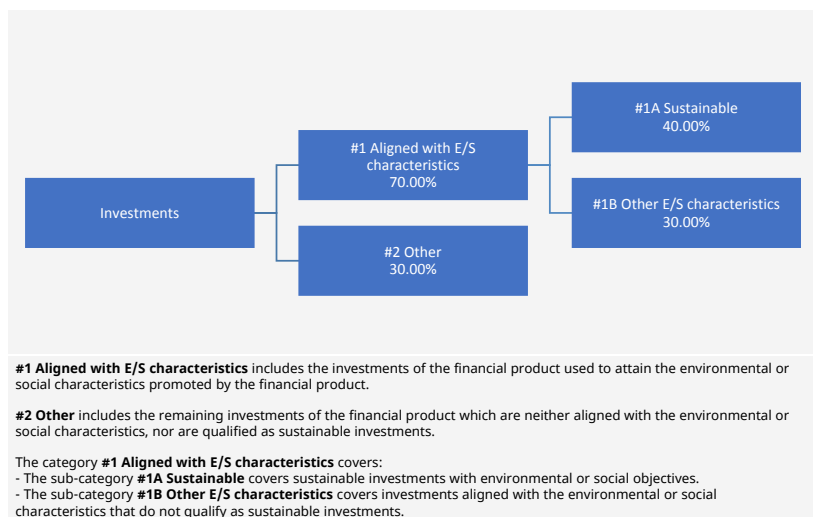 #1A Sustainable
40.00%
#1 Aligned with E/S
characteristics
70.00%
Investments
#1B Other E/S characteristics
30.00%
#2 Other
30.00%
#1 Aligned with E/S characteristics includes the investments of the financial product used to attain the environmental or
social characteristics promoted by the financial product.
#2 Other includes the remaining investments of the financial product which are neither aligned with the environmental or
social characteristics, nor are qualified as sustainable investments.
The category #1 Aligned with E/S characteristics covers:
- The sub-category #1A Sustainable covers sustainable investments with environmental or social objectives.
- The sub-category #1B Other E/S characteristics covers investments aligned with the environmental or social
characteristics that do not qualify as sustainable investments.